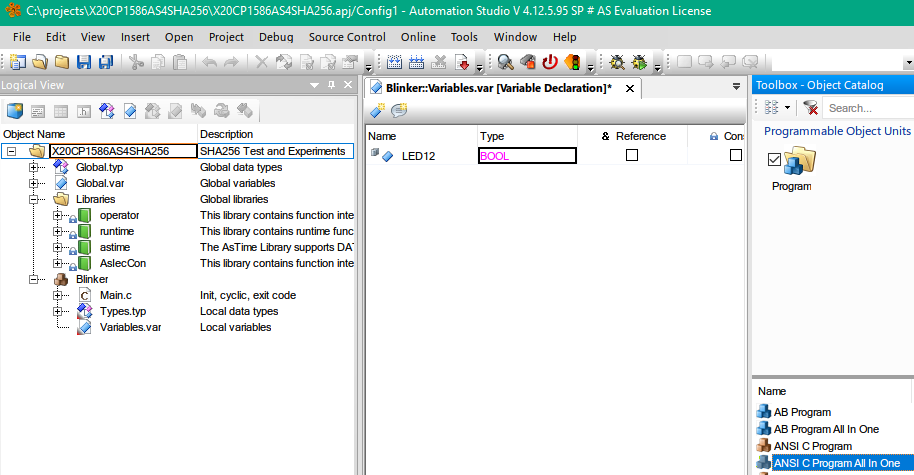 C:\projects\X20CP1586AS4SHA256\X20CP1586AS4SHA256.apj/Config1 - Automation Studio V 4.12.5.95 SP # AS Evaluation License
File Edit View Insert Open Project Debug Source Control Online Tools Window Help
Logical View
Object Name Description
X20CP1586AS4SHA256 SHA256 Test and Experiments
Global.typ Global data types
Global.var Global variables
Libraries Global libraries
operator This library contains function inte
runtime This library contains runtime func
astime The AsTime Library supports DA
AsIecCon This library contains function inte
Blinker
Main.c Init, cyclic, exit code
Types.typ Local data types
Variables.var Local variables
Blinker::Variables.var [Variable Declaration]*
Name Type & Reference Con
LED12 BOOL
Toolbox - Object Catalog
Search...
Programmable Object Units
Program
Name
AB Program
AB Program All In One
ANSI C Program
ANSI C Program All In One